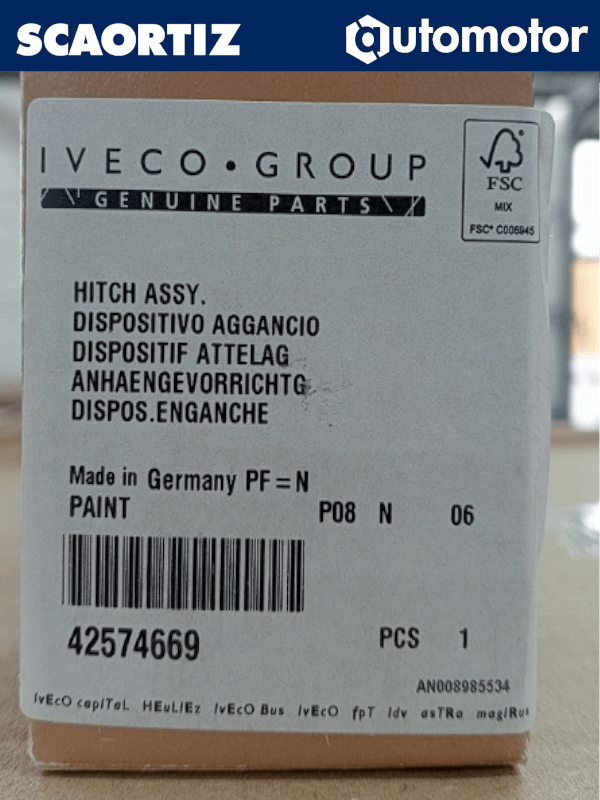 SCAORTIZ
automotor
IVECO • GROUP
GENUINE PARTS
FSC
MIX
FSC® C006945
HITCH ASSY.
DISPOSITIVO AGGANCIO
DISPOSITIF ATTELAG
ANHAENGEVORRICHTG
DISPOS.ENGANCHE
Made in Germany PF=N
PAINT P08 N 06
42574669 PCS 1
AN008985534
IvEcO capITaL HEuLIEz IvEcO Bus IvEcO fpT Idv asTRa magIRus